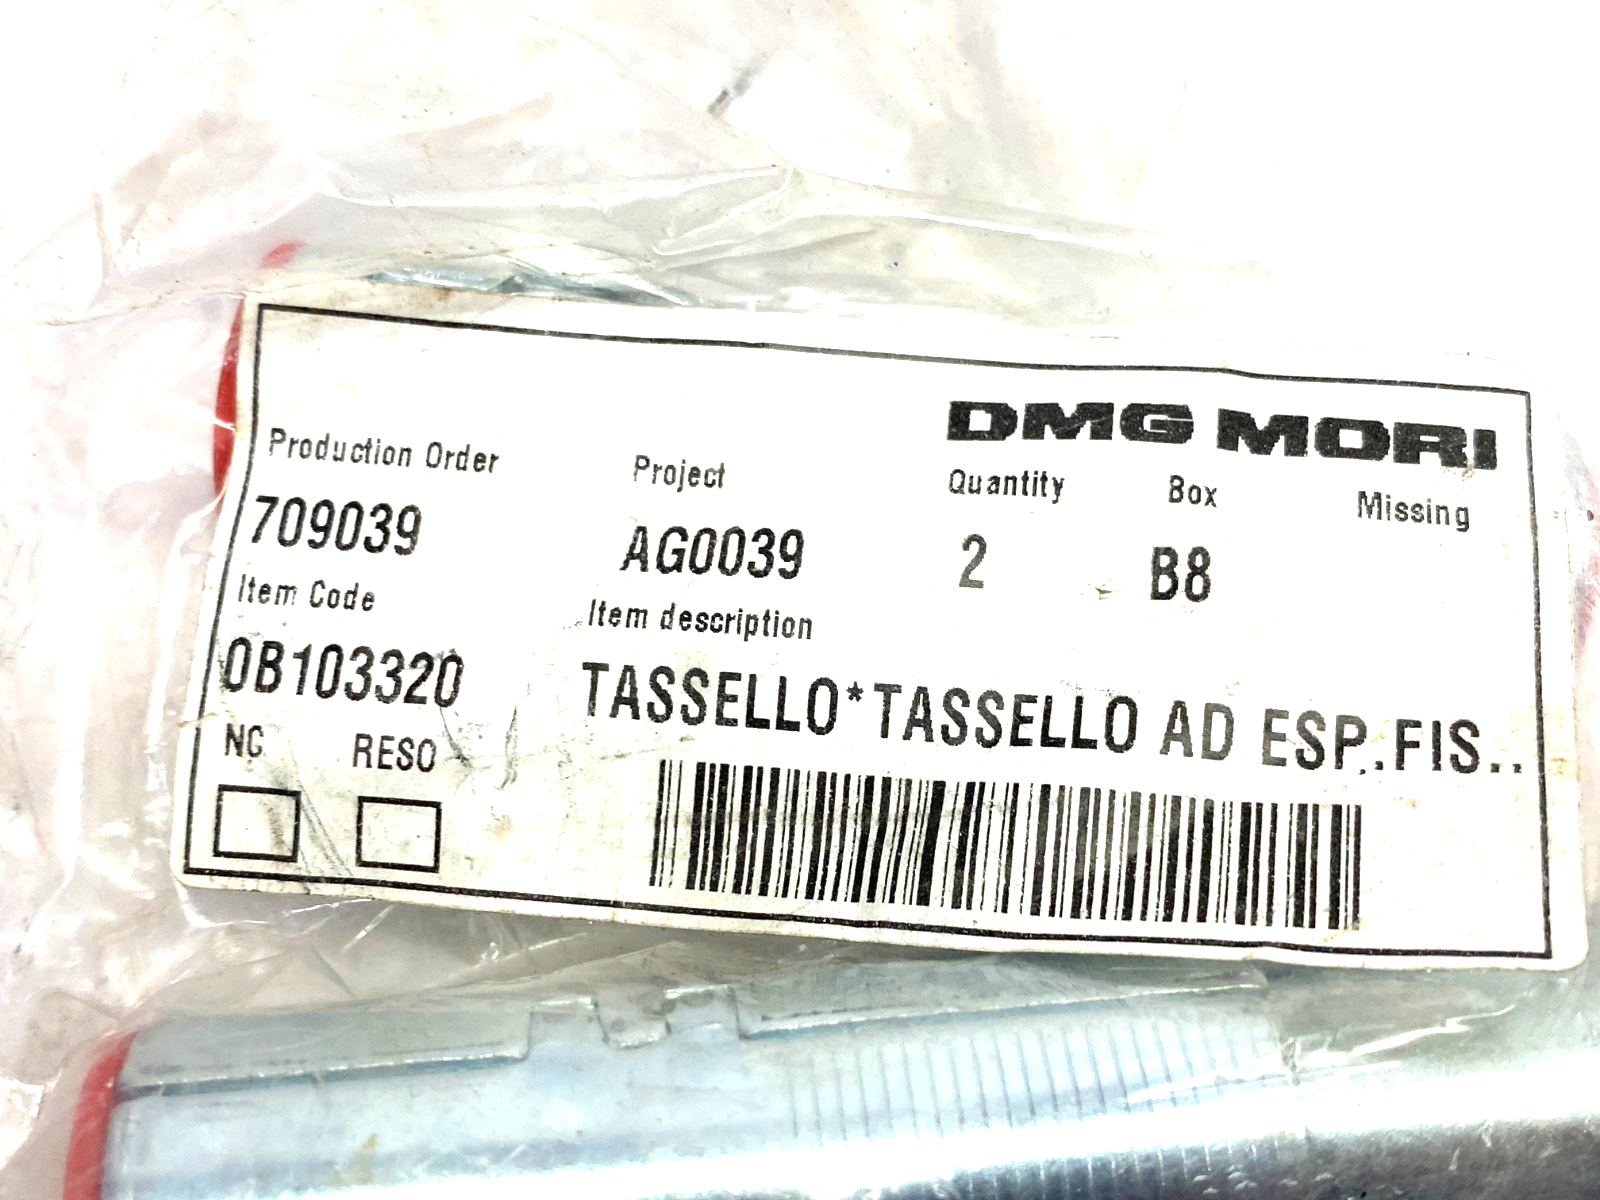 DMG MORI
Production Order Project Quantity Box Missing
709039 AG0039 2 B8
Item Code Item description
0B103320 TASSELLO*TASSELLO AD ESP..FIS..
NC RESO